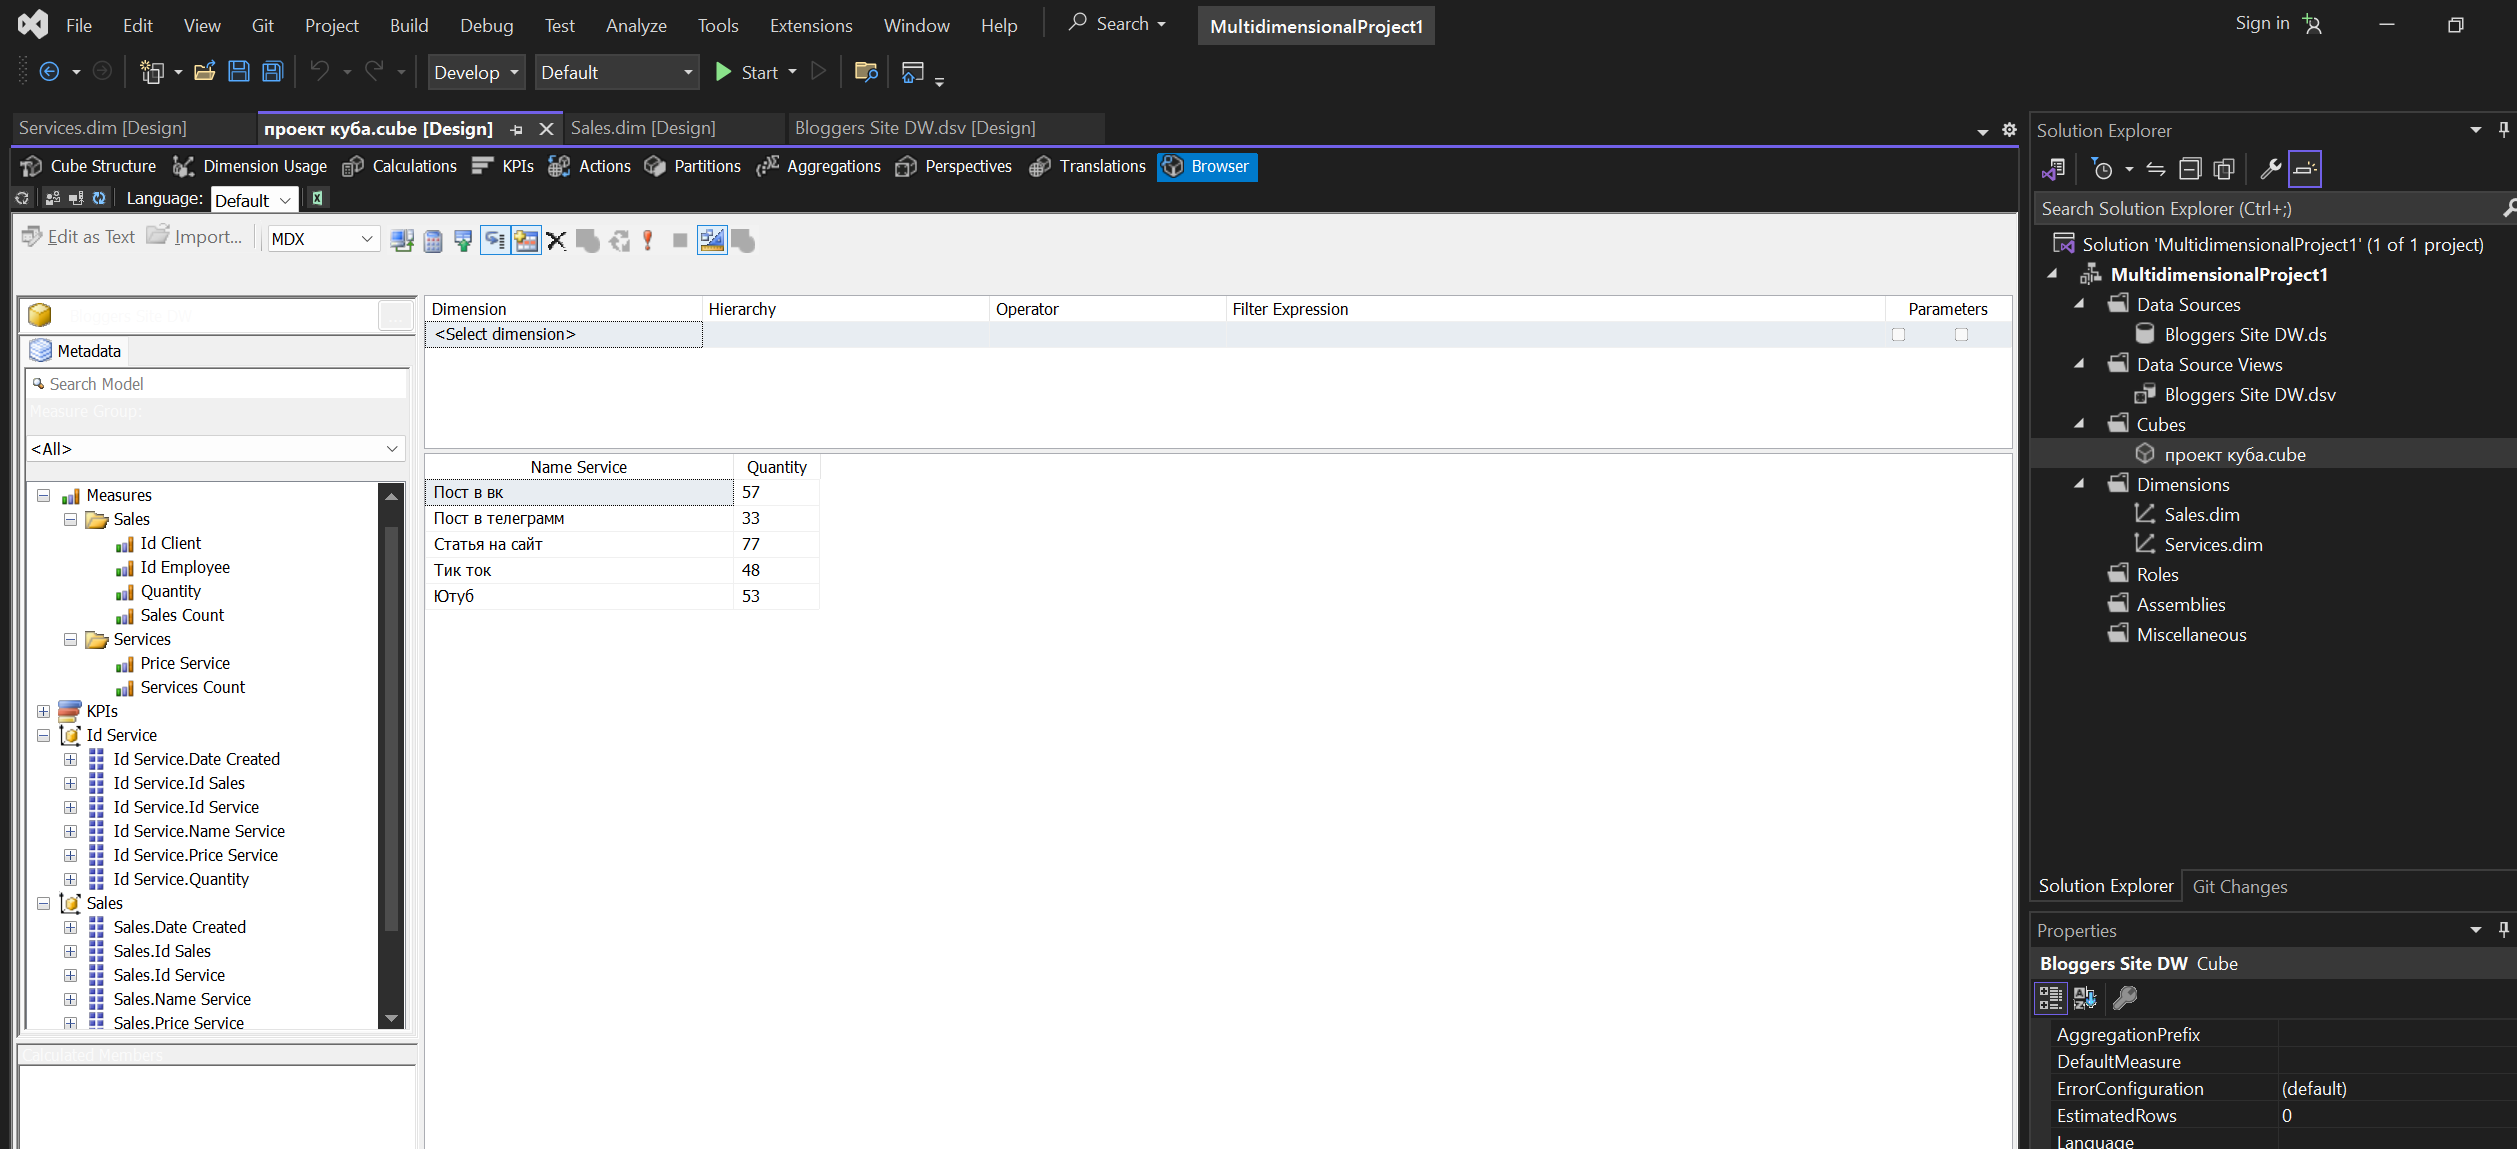 File Edit View Git Project Build Debug Test Analyze Tools Extensions Window Help Search MultidimensionalProject1 Sign in
Develop Default Start
Services.dim [Design] проект куба.cube [Design] Sales.dim [Design] Bloggers Site DW.dsv [Design]
Cube Structure Dimension Usage Calculations KPIs Actions Partitions Aggregations Perspectives Translations Browser
Language: Default
Edit as Text Import... MDX
Bloggers Site DW ...
Metadata
Search Model
Measure Group:
<All>
Measures
Sales
Id Client
Id Employee
Quantity
Sales Count
Services
Price Service
Services Count
KPIs
Id Service
Id Service.Date Created
Id Service.Id Sales
Id Service.Id Service
Id Service.Name Service
Id Service.Price Service
Id Service.Quantity
Sales
Sales.Date Created
Sales.Id Sales
Sales.Id Service
Sales.Name Service
Sales.Price Service
Calculated Members
Dimension Hierarchy Operator Filter Expression Parameters
<Select dimension>
Name Service Quantity
Пост в вк 57
Пост в телеграмм 33
Статья на сайт 77
Тик ток 48
Ютуб 53
Solution Explorer
Search Solution Explorer (Ctrl+;)
Solution 'MultidimensionalProject1' (1 of 1 project)
MultidimensionalProject1
Data Sources
Bloggers Site DW.ds
Data Source Views
Bloggers Site DW.dsv
Cubes
проект куба.cube
Dimensions
Sales.dim
Services.dim
Roles
Assemblies
Miscellaneous
Solution Explorer Git Changes
Properties
Bloggers Site DW Cube
AggregationPrefix
DefaultMeasure
ErrorConfiguration (default)
EstimatedRows 0
Language